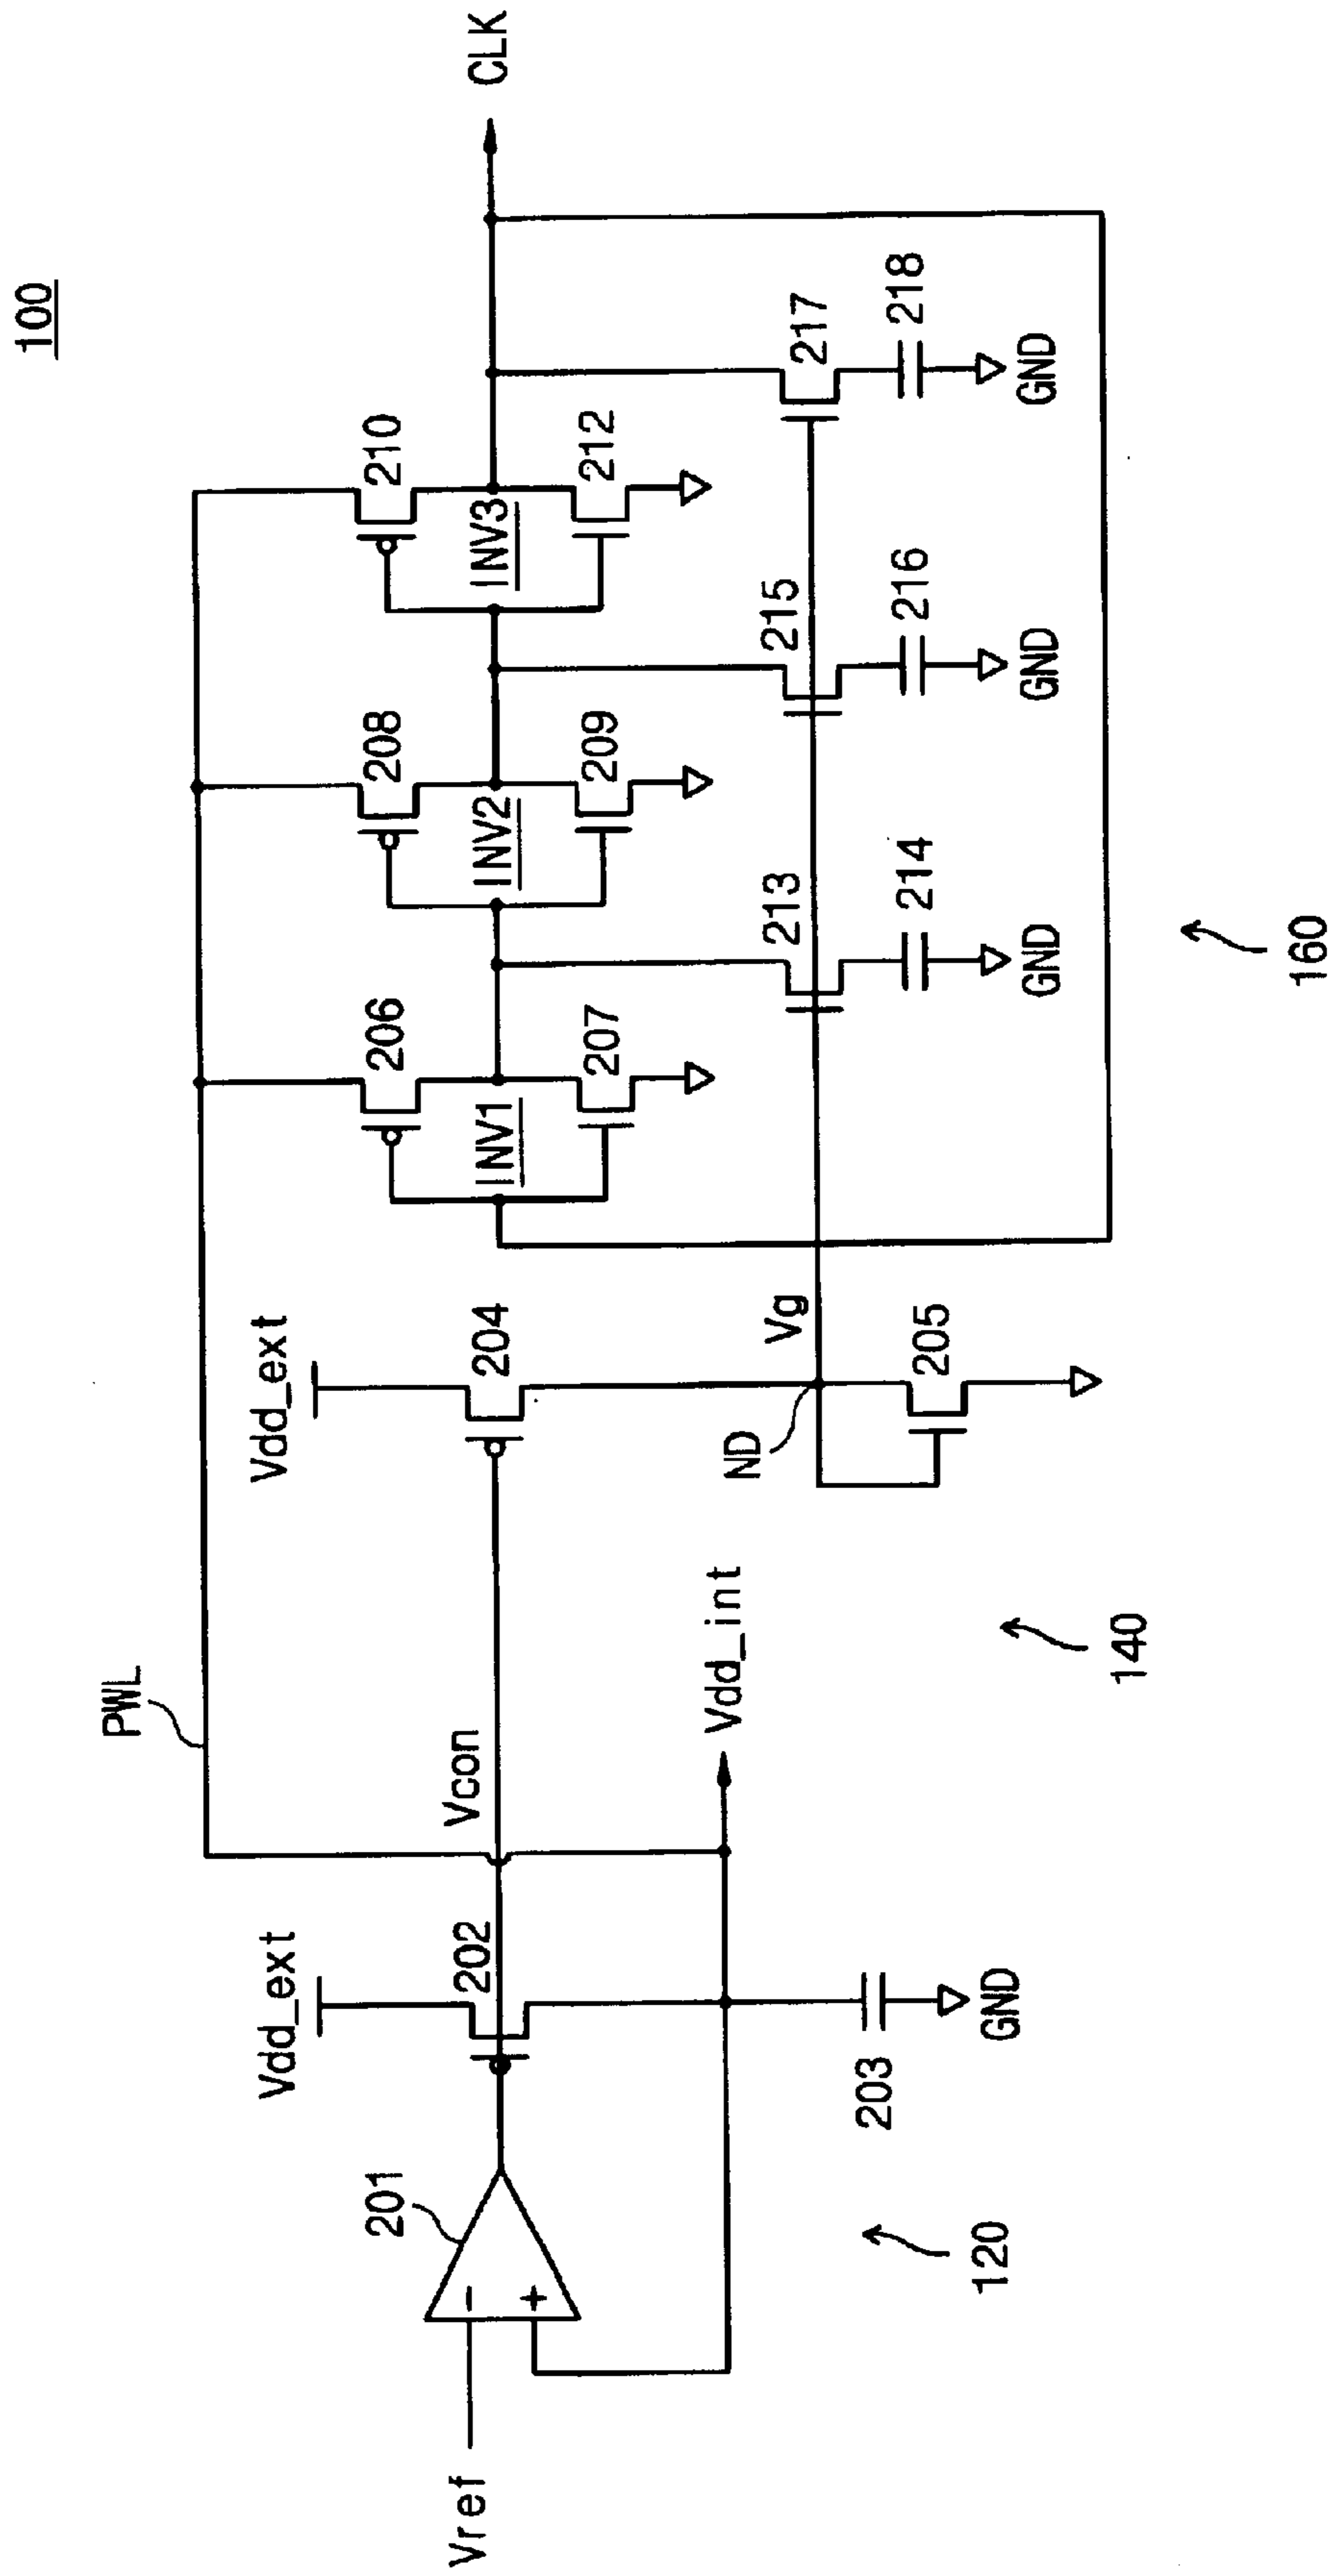 100
PWL
Vdd_ext
Vdd_ext
201
202
Vcon
204
206
208
210
Vref
-
+
INV1
INV2
INV3
CLK
207
209
212
Vdd_int
ND
Vg
213
215
217
203
GND
205
214
216
218
GND
GND
GND
120
140
160